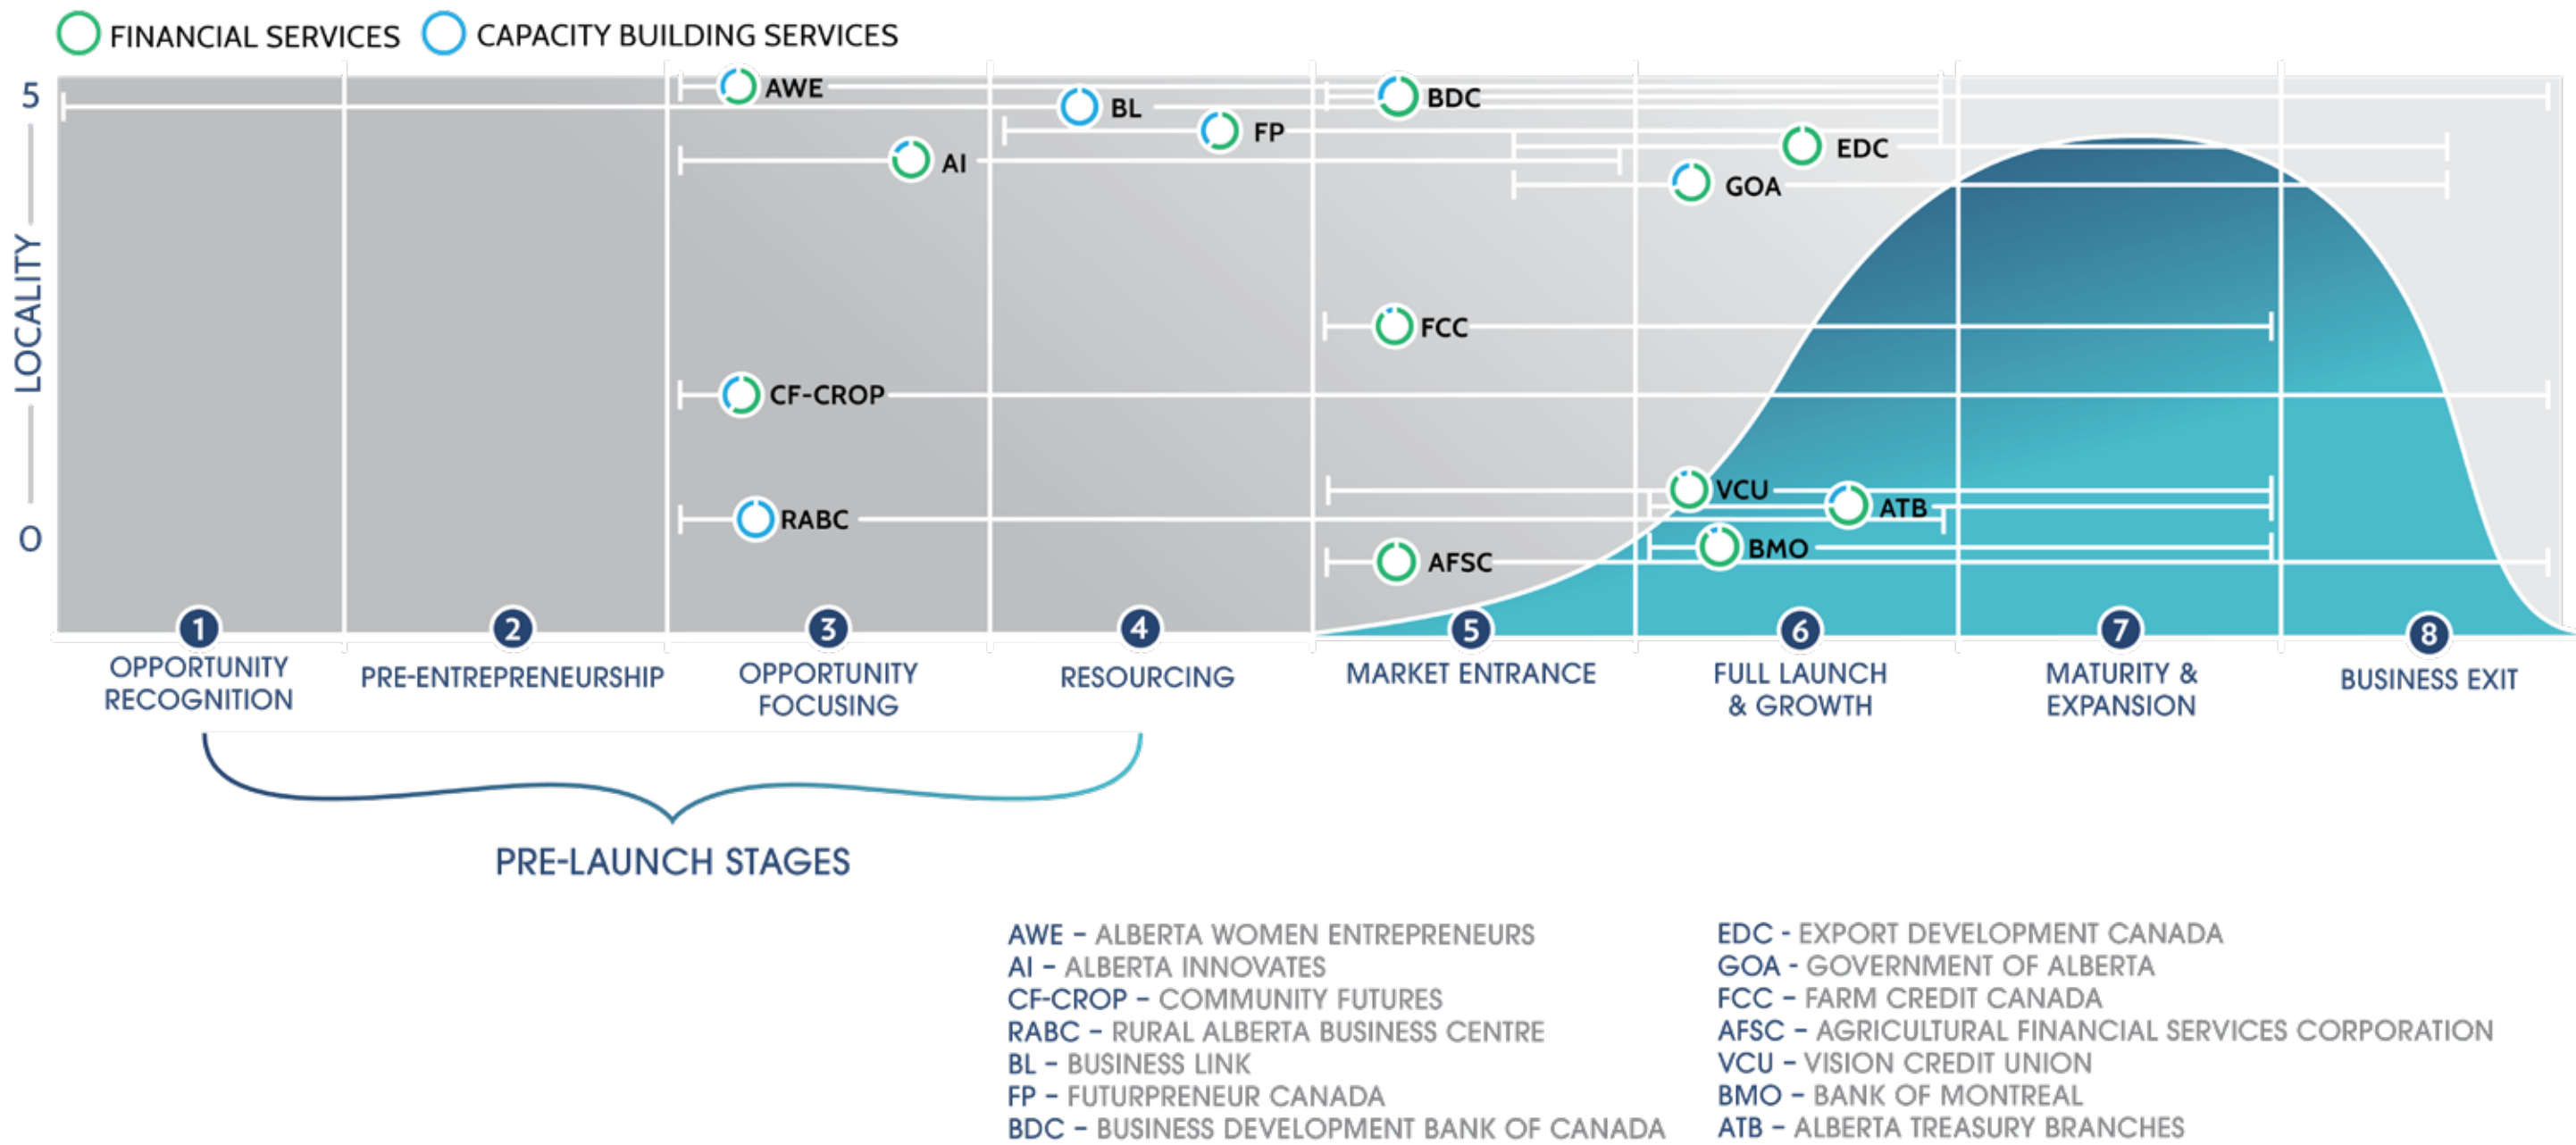 FINANCIAL SERVICES
CAPACITY BUILDING SERVICES
5
LOCALITY
0
AWE
BL
BDC
FP
AI
EDC
GOA
FCC
CF-CROP
VCU
ATB
RABC
BMO
AFSC
1
2
3
4
5
6
7
8
OPPORTUNITY
RECOGNITION
PRE-ENTREPRENEURSHIP
OPPORTUNITY
FOCUSING
RESOURCING
MARKET ENTRANCE
FULL LAUNCH
& GROWTH
MATURITY &
EXPANSION
BUSINESS EXIT
PRE-LAUNCH STAGES
AWE – ALBERTA WOMEN ENTREPRENEURS
AI – ALBERTA INNOVATES
CF-CROP – COMMUNITY FUTURES
RABC – RURAL ALBERTA BUSINESS CENTRE
BL – BUSINESS LINK
FP – FUTURPRENEUR CANADA
BDC – BUSINESS DEVELOPMENT BANK OF CANADA
EDC - EXPORT DEVELOPMENT CANADA
GOA - GOVERNMENT OF ALBERTA
FCC – FARM CREDIT CANADA
AFSC – AGRICULTURAL FINANCIAL SERVICES CORPORATION
VCU – VISION CREDIT UNION
BMO – BANK OF MONTREAL
ATB – ALBERTA TREASURY BRANCHES